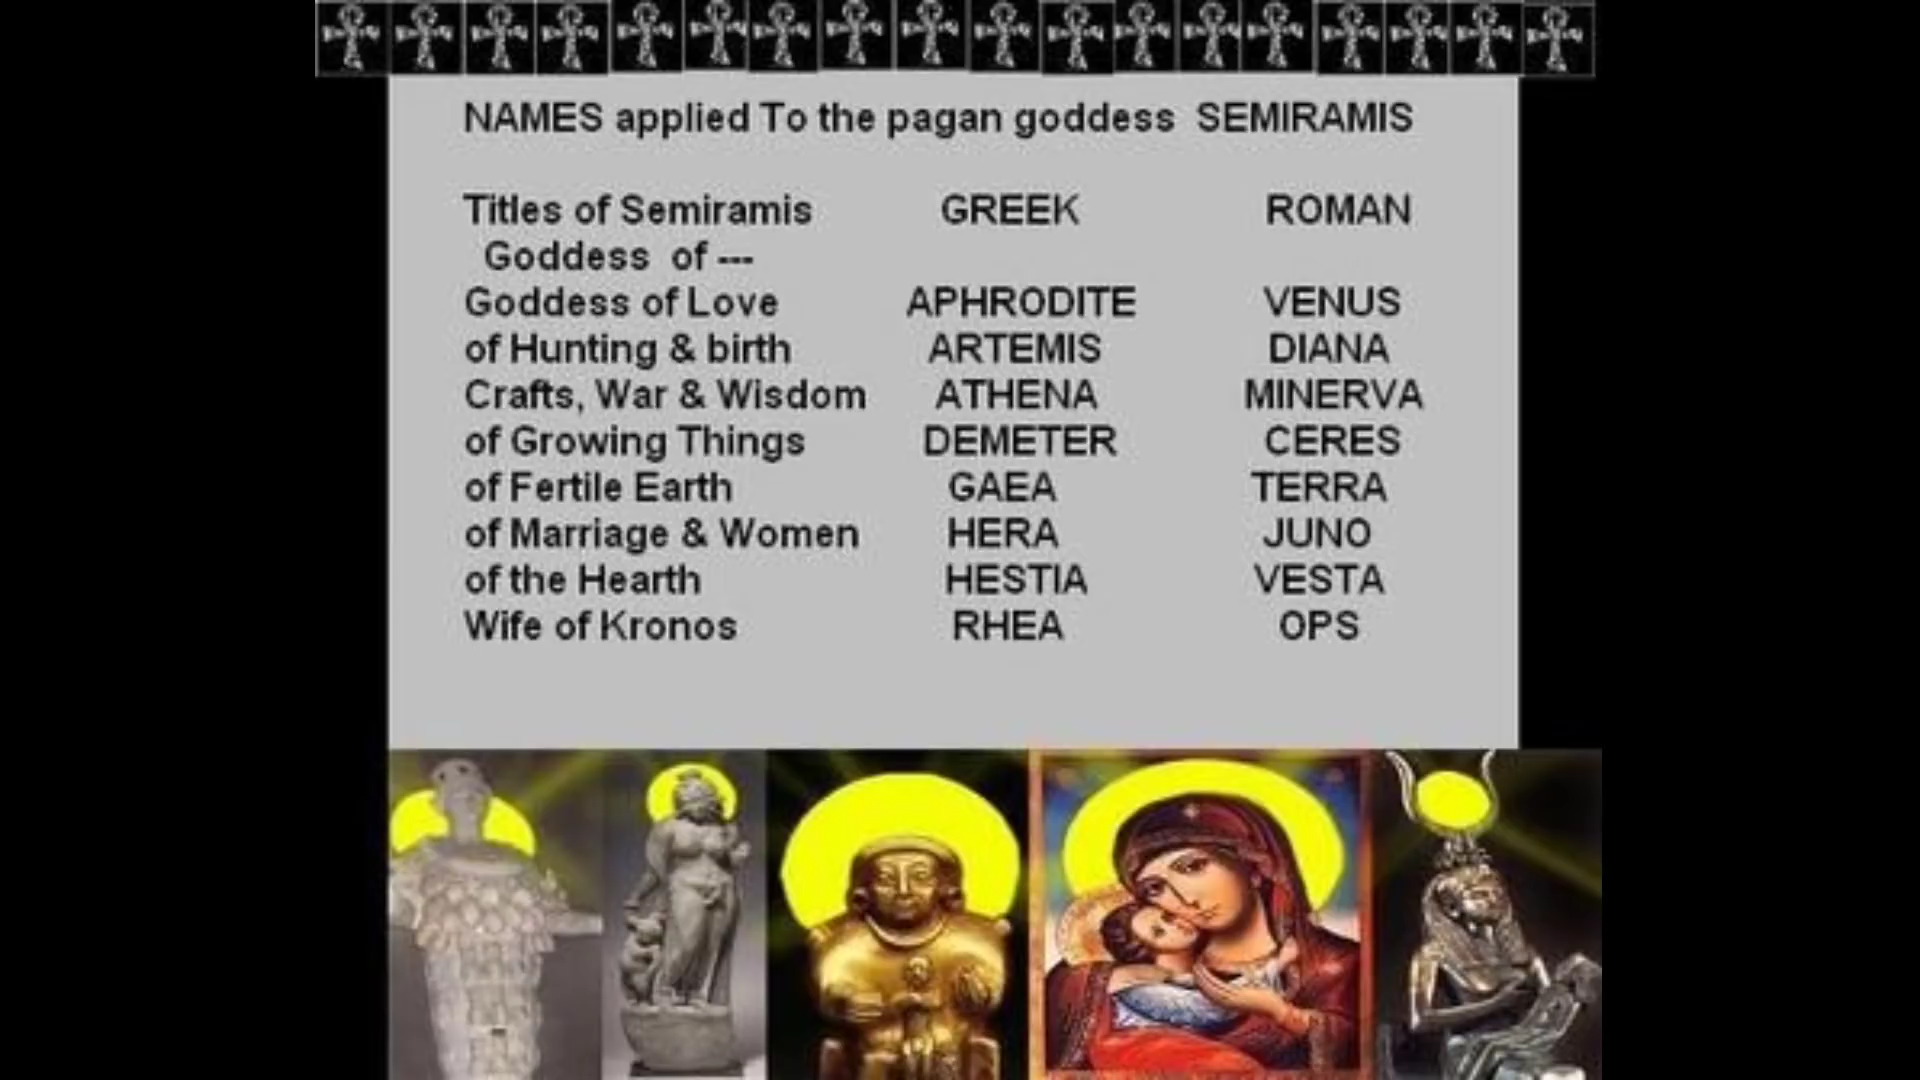 NAMES applied To the pagan goddess SEMIRAMIS
Titles of Semiramis GREEK ROMAN
Goddess of ---
Goddess of Love APHRODITE VENUS
of Hunting & birth ARTEMIS DIANA
Crafts, War & Wisdom ATHENA MINERVA
of Growing Things DEMETER CERES
of Fertile Earth GAEA TERRA
of Marriage & Women HERA JUNO
of the Hearth HESTIA VESTA
Wife of Kronos RHEA OPS